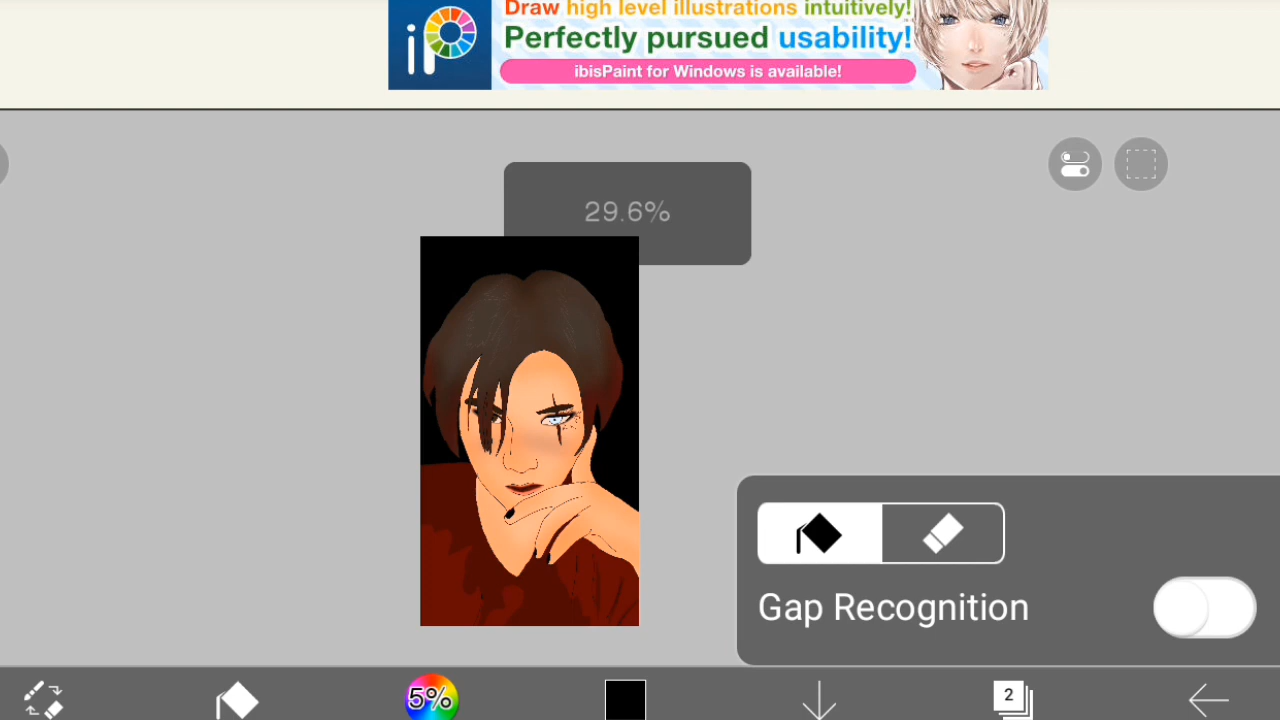 Draw high level illustrations intuitively!
iP
Perfectly pursued usability!
ibisPaint for Windows is available!
29.6%
Gap Recognition
5%
2